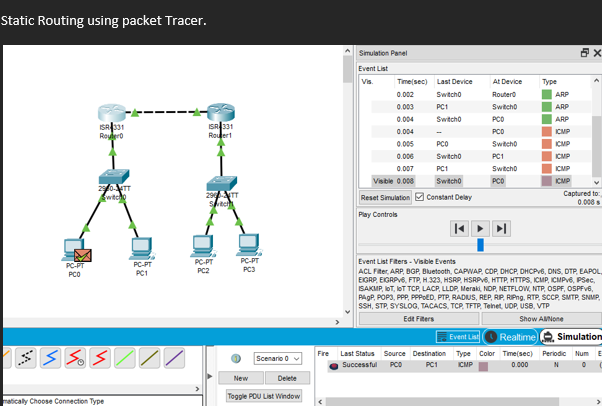 Static Routing using packet Tracer.
Simulation Panel
Event List
Vis. Time(sec) Last Device At Device Type
0.002 Switch0 Router0 ARP
0.003 PC1 Switch0 ARP
0.004 Switch0 PC0 ARP
0.004 -- PC0 ICMP
0.005 PC0 Switch0 ICMP
0.006 Switch0 PC1 ICMP
0.007 PC1 Switch0 ICMP
Visible 0.008 Switch0 PC0 ICMP
Reset Simulation Constant Delay Captured to:
0.008 s
Play Controls
Event List Filters - Visible Events
ACL Filter, ARP, BGP, Bluetooth, CAPWAP, CDP, DHCP, DHCPv6, DNS, DTP, EAPOL,
EIGRP, EIGRPv6, FTP, H.323, HSRP, HSRPv6, HTTP, HTTPS, ICMP, ICMPv6, IPSec,
ISAKMP, IoT, IoT TCP, LACP, LLDP, Meraki, NDP, NETFLOW, NTP, OSPF, OSPFv6,
PAgP, POP3, PPP, PPPoED, PTP, RADIUS, REP, RIP, RIPng, RTP, SCCP, SMTP, SNMP,
SSH, STP, SYSLOG, TACACS, TCP, TFTP, Telnet, UDP, USB, VTP
Edit Filters Show All/None
ISR4331
Router0
ISR4331
Router1
2960-24TT
Switch0
2960-24TT
Switch1
PC-PT
PC0
PC-PT
PC1
PC-PT
PC2
PC-PT
PC3
Event List Realtime Simulation
Scenario 0
New Delete
Toggle PDU List Window
Fire Last Status Source Destination Type Color Time(sec) Periodic Num
Successful PC0 PC1 ICMP 0.000 N 0
matically Choose Connection Type